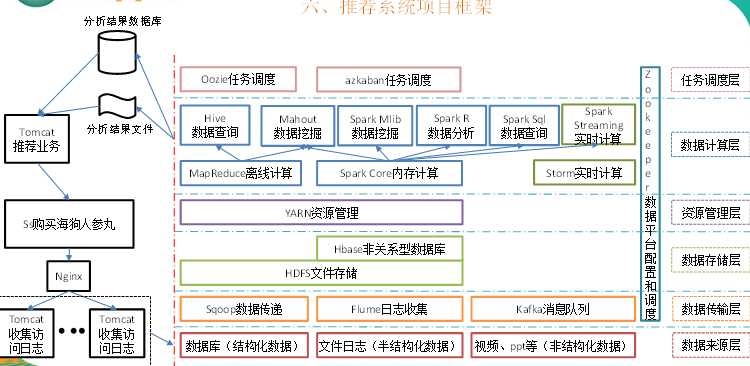 六、推荐系统项目框架
分析结果数据库
分析结果文件
Tomcat
推荐业务
Ss购买海狗人参丸
Nginx
Tomcat
收集访
问日志
Tomcat
收集访
问日志
Oozie任务调度
azkaban任务调度
任务调度层
Hive
数据查询
Mahout
数据挖掘
Spark Mlib
数据挖掘
Spark R
数据分析
Spark Sql
数据查询
Spark
Streaming
实时计算
数据计算层
MapReduce离线计算
Spark Core内存计算
Storm实时计算
YARN资源管理
资源管理层
Hbase非关系型数据库
HDFS文件存储
数据存储层
Sqoop数据传递
Flume日志收集
Kafka消息队列
数据传输层
数据库（结构化数据）
文件日志（半结构化数据）
视频、ppt等（非结构化数据）
数据来源层
Zookeeper数据平台配置和调度